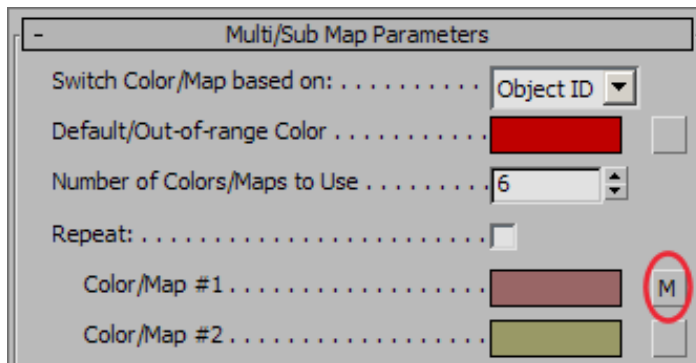 - Multi/Sub Map Parameters
Switch Color/Map based on: . . . . . . . . . . Object ID
Default/Out-of-range Color . . . . . . . . . . .
Number of Colors/Maps to Use . . . . . . . . . 6
Repeat: . . . . . . . . . . . . . . . . . . . . . . . . . .
Color/Map #1 . . . . . . . . . . . . . . . . . . . M
Color/Map #2 . . . . . . . . . . . . . . . . . . .